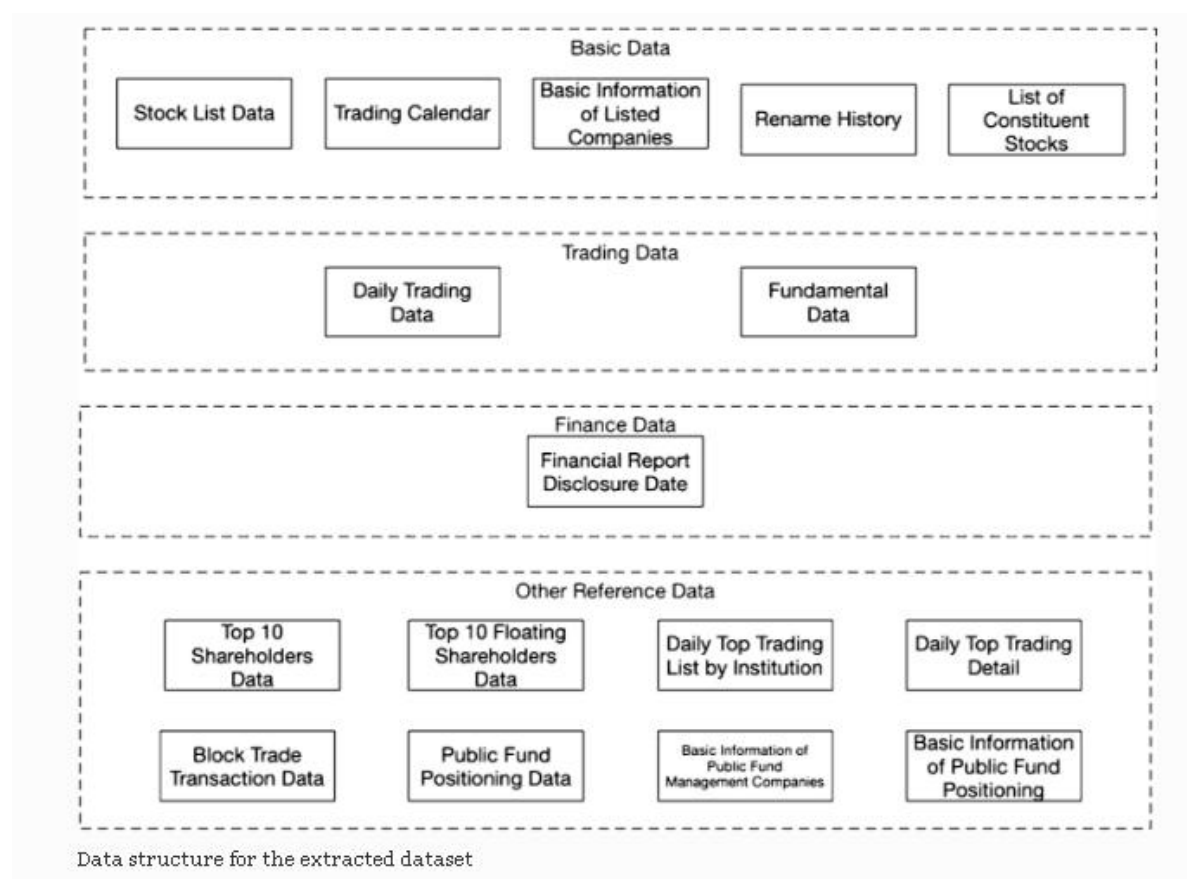 Basic Data
Stock List Data
Trading Calendar
Basic Information
of Listed
Companies
Rename History
List of
Constituent
Stocks
Trading Data
Daily Trading
Data
Fundamental
Data
Finance Data
Financial Report
Disclosure Date
Other Reference Data
Top 10
Shareholders
Data
Top 10 Floating
Shareholders
Data
Daily Top Trading
List by Institution
Daily Top Trading
Detail
Block Trade
Transaction Data
Public Fund
Positioning Data
Basic Information of
Public Fund
Management Companies
Basic Information
of Public Fund
Positioning
Data structure for the extracted dataset